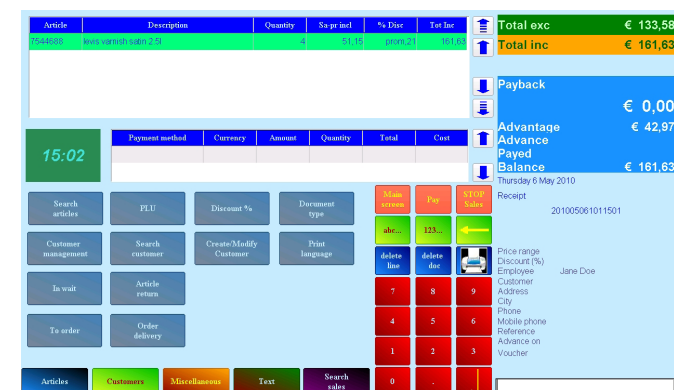 Article Description Quantity Sa-pr incl % Disc Tot Inc
7544688 levis varnish satin 2.5l 4 51,15 prom,21 161,63
Total exc € 133,58
Total inc € 161,63
Payback
€ 0,00
Advantage € 42,97
Advance
Payed
Balance € 161,63
15:02
Payment method Currency Amount Quantity Total Cost
Thursday 6 May 2010
Receipt
201005061011501
Price range
Discount (%)
Employee Jane Doe
Customer
Address
City
Phone
Mobile phone
Reference
Advance on
Voucher
Search articles
PLU
Discount %
Document type
Customer management
Search customer
Create/Modify Customer
Print language
In wait
Article return
To order
Order delivery
Main screen
Pay
STOP Sales
abc...
123...
delete line
delete doc
7 8 9
4 5 6
1 2 3
0 .
Articles
Customers
Miscellaneous
Text
Search sales